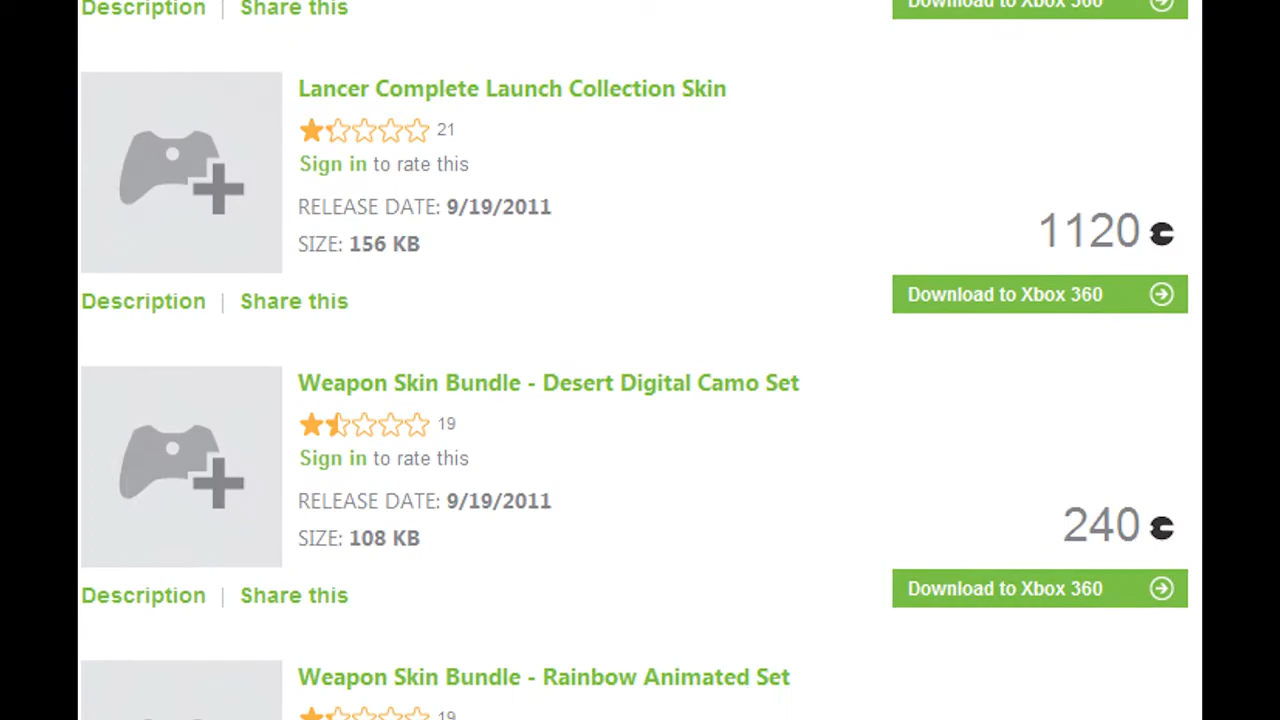 Description | Share this
Download to Xbox 360
Lancer Complete Launch Collection Skin
21
Sign in to rate this
RELEASE DATE: 9/19/2011
SIZE: 156 KB
1120
Download to Xbox 360
Description | Share this
Weapon Skin Bundle - Desert Digital Camo Set
19
Sign in to rate this
RELEASE DATE: 9/19/2011
SIZE: 108 KB
240
Download to Xbox 360
Description | Share this
Weapon Skin Bundle - Rainbow Animated Set
19